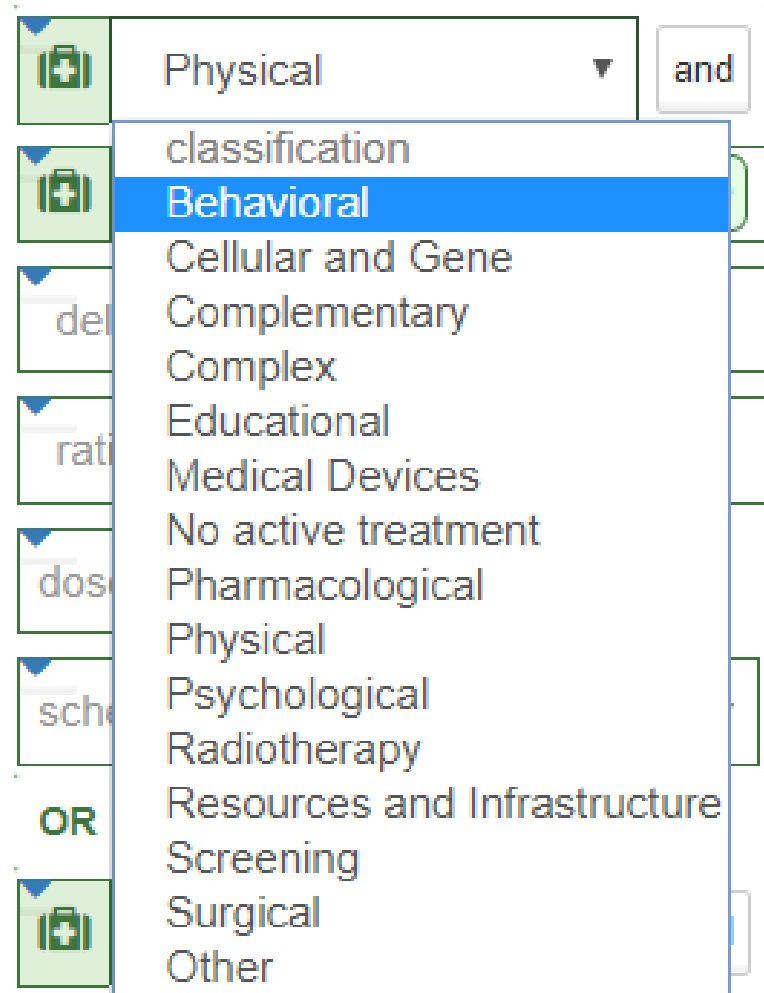 Physical ▼ and
classification
Behavioral
Cellular and Gene
Complementary
Complex
Educational
Medical Devices
No active treatment
Pharmacological
Physical
Psychological
Radiotherapy
Resources and Infrastructure
Screening
Surgical
Other
OR